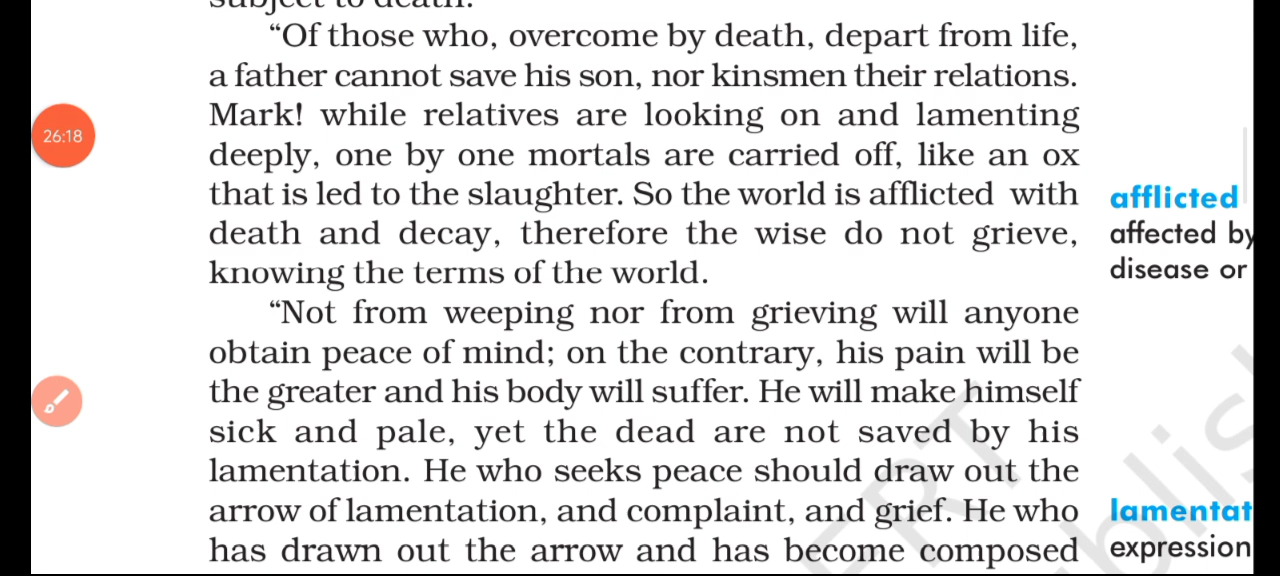 "Of those who, overcome by death, depart from life,
a father cannot save his son, nor kinsmen their relations.
Mark! while relatives are looking on and lamenting
26:18
deeply, one by one mortals are carried off, like an ox
that is led to the slaughter. So the world is afflicted with
afflicted
death and decay, therefore the wise do not grieve,
affected by
knowing the terms of the world.
disease or
"Not from weeping nor from grieving will anyone
obtain peace of mind; on the contrary, his pain will be
the greater and his body will suffer. He will make himself
sick and pale, yet the dead are not saved by his
lamentation. He who seeks peace should draw out the
arrow of lamentation, and complaint, and grief. He who
lamentat
has drawn out the arrow and has become composed
expression